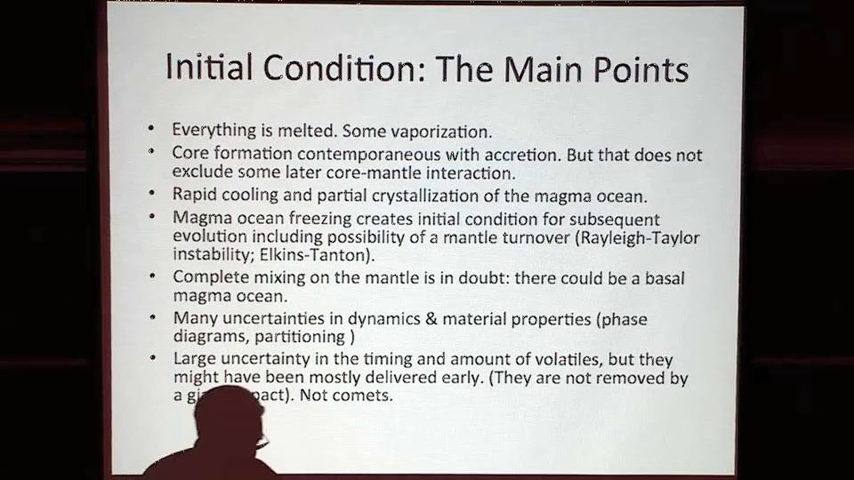 Initial Condition: The Main Points
• Everything is melted. Some vaporization.
• Core formation contemporaneous with accretion. But that does not
exclude some later core-mantle interaction.
• Rapid cooling and partial crystallization of the magma ocean.
• Magma ocean freezing creates initial condition for subsequent
evolution including possibility of a mantle turnover (Rayleigh-Taylor
instability; Elkins-Tanton).
• Complete mixing on the mantle is in doubt: there could be a basal
magma ocean.
• Many uncertainties in dynamics & material properties (phase
diagrams, partitioning )
• Large uncertainty in the timing and amount of volatiles, but they
might have been mostly delivered early. (They are not removed by
a Not comets.